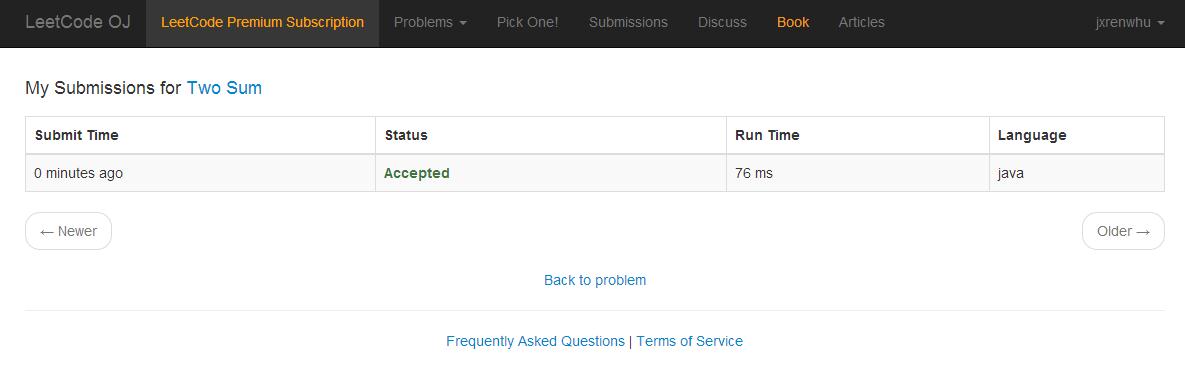 LeetCode OJ LeetCode Premium Subscription Problems Pick One! Submissions Discuss Book Articles jxrenwhu
My Submissions for Two Sum
Submit Time Status Run Time Language
0 minutes ago Accepted 76 ms java
← Newer Older →
Back to problem
Frequently Asked Questions | Terms of Service